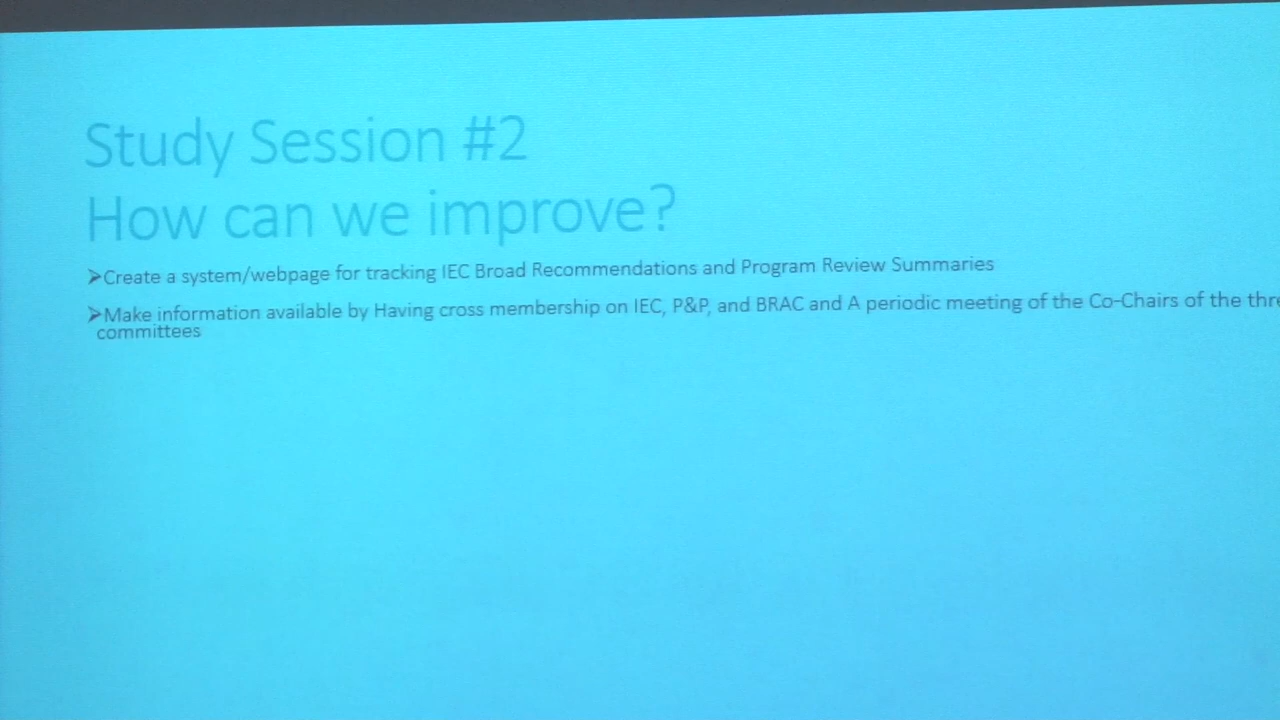 Study Session #2
How can we improve?
➢Create a system/webpage for tracking IEC Broad Recommendations and Program Review Summaries
➢Make information available by Having cross membership on IEC, P&P, and BRAC and A periodic meeting of the Co-Chairs of the
committees